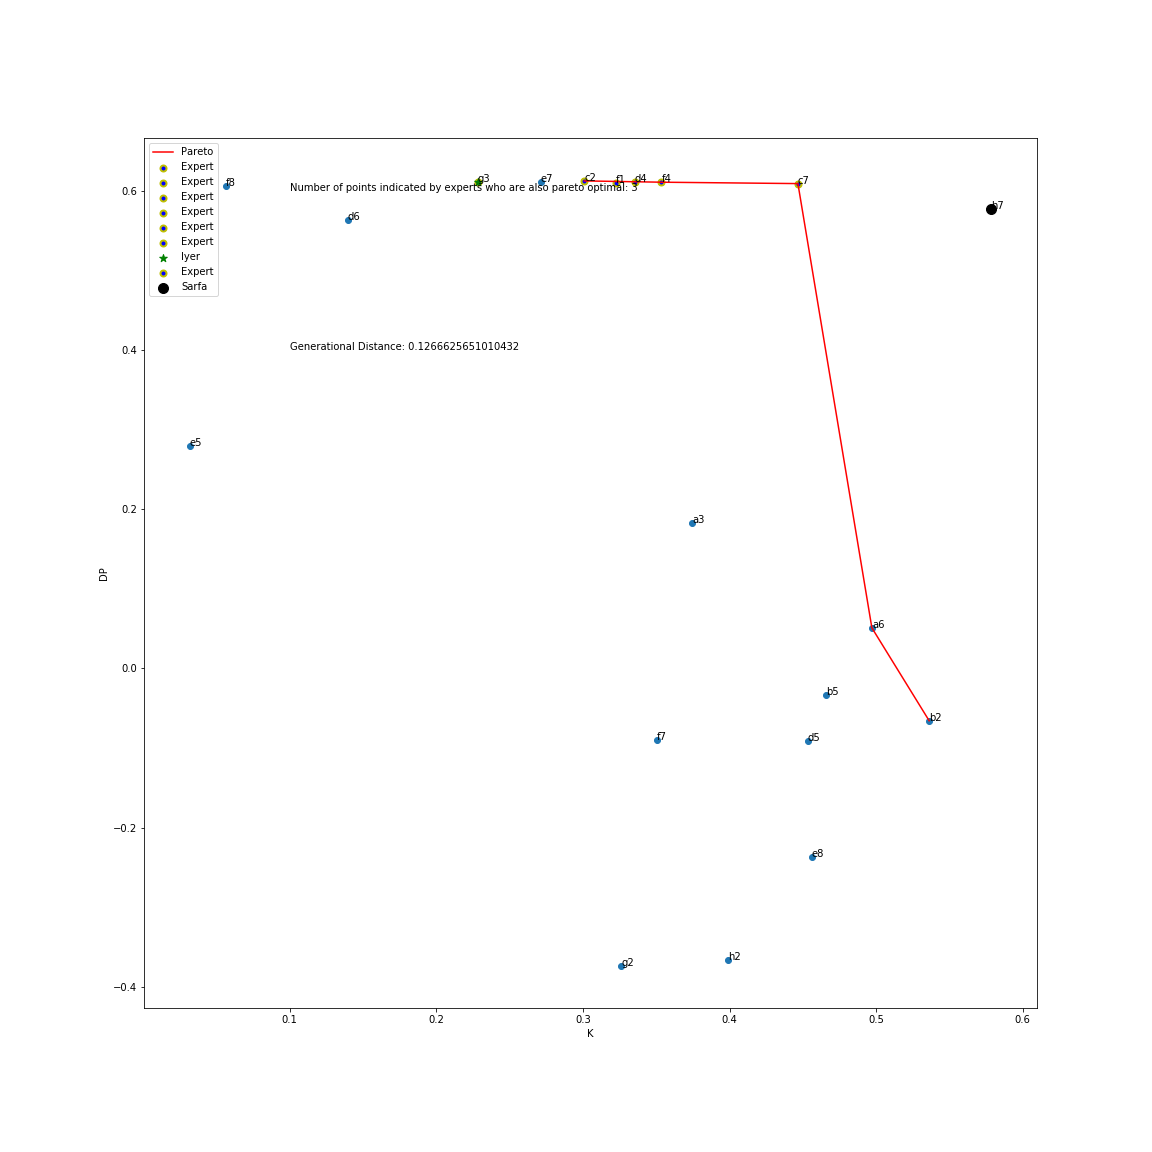 Pareto
Expert
Expert
Expert
Expert
Expert
Expert
Iyer
Expert
Sarfa
f8
g3
e7
c2
f1
d4
f4
c7
Number of points indicated by experts who are also pareto optimal: 3
h7
d6
Generational Distance: 0.1266625651010432
e5
a3
a6
b5
b2
f7
d5
e8
g2
h2
0.6
0.4
0.2
0.0
−0.2
−0.4
DP
0.1 0.2 0.3 0.4 0.5 0.6
K